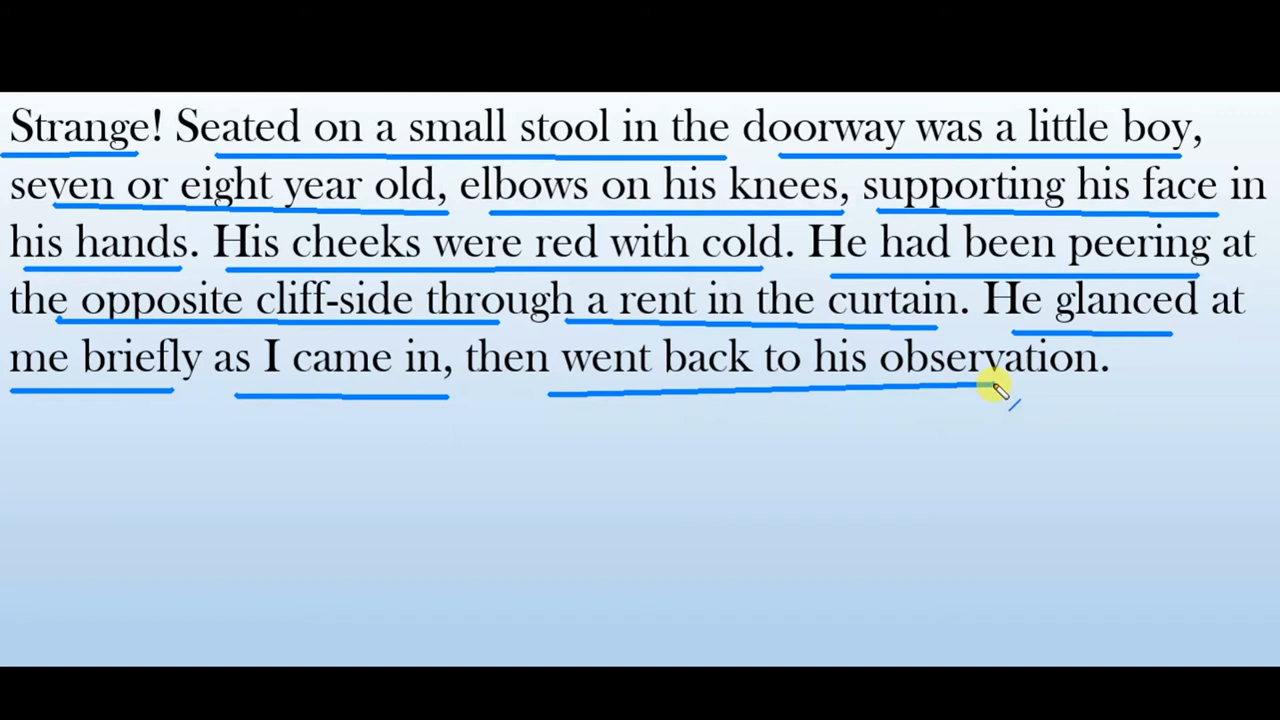 Strange! Seated on a small stool in the doorway was a little boy,
seven or eight year old, elbows on his knees, supporting his face in
his hands. His cheeks were red with cold. He had been peering at
the opposite cliff-side through a rent in the curtain. He glanced at
me briefly as I came in, then went back to his observation.